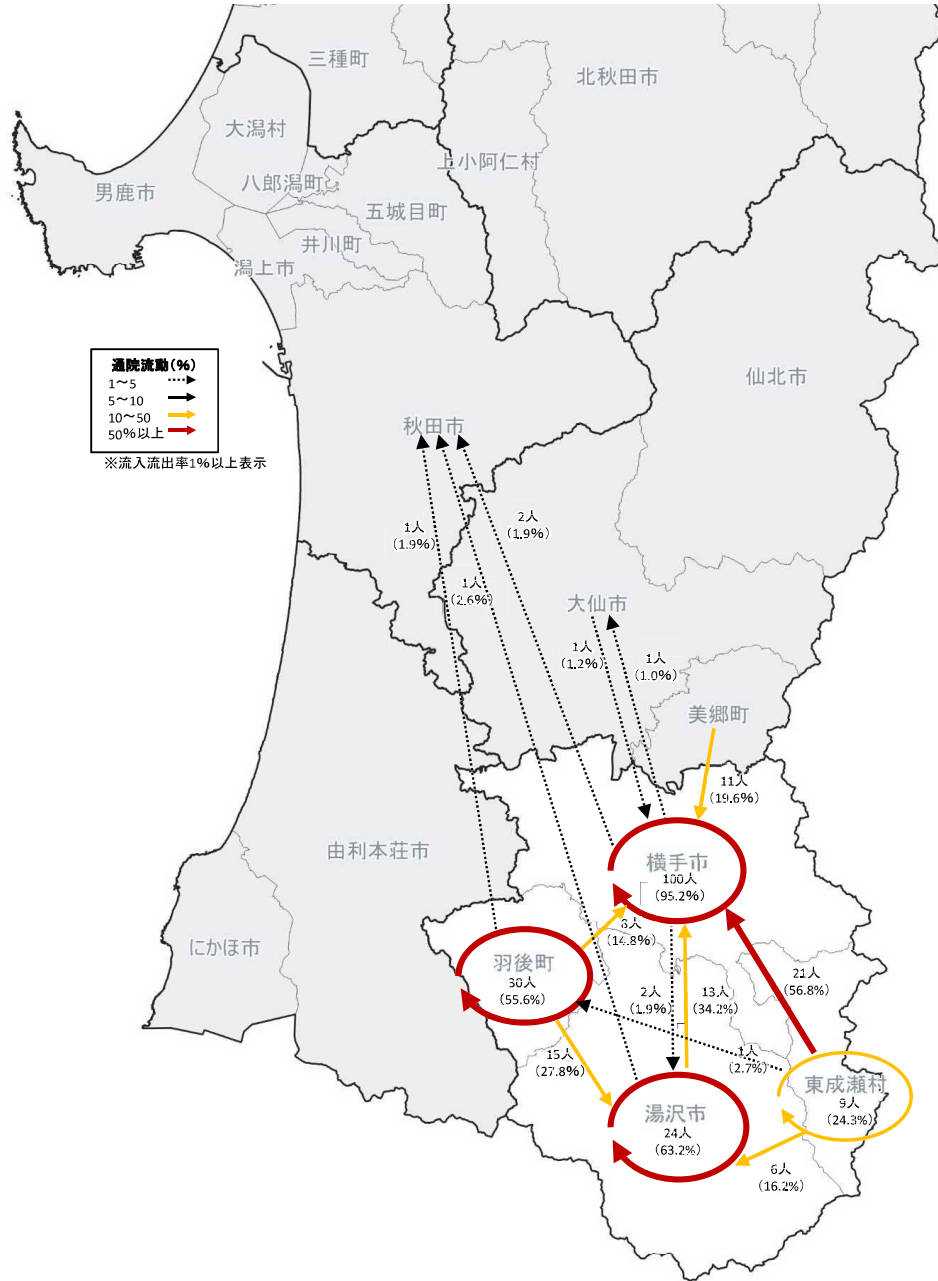 三種町
北秋田市
大潟村
上小阿仁村
男鹿市
八郎潟町
五城目町
井川町
潟上市
通院流動(%)
1～5
5～10
10～50
50％以上
※流入流出率1％以上表示
仙北市
秋田市
1人
(1.9%)
2人
(1.9%)
1人
(2.6%)
大仙市
1人
(1.2%)
1人
(1.0%)
美郷町
11人
(19.6%)
由利本荘市
横手市
100人
(95.2%)
にかほ市
8人
(14.8%)
羽後町
30人
(55.6%)
2人
(1.9%)
13人
(34.2%)
21人
(56.8%)
15人
(27.8%)
1人
(2.7%)
東成瀬村
9人
(24.3%)
湯沢市
24人
(63.2%)
6人
(16.2%)